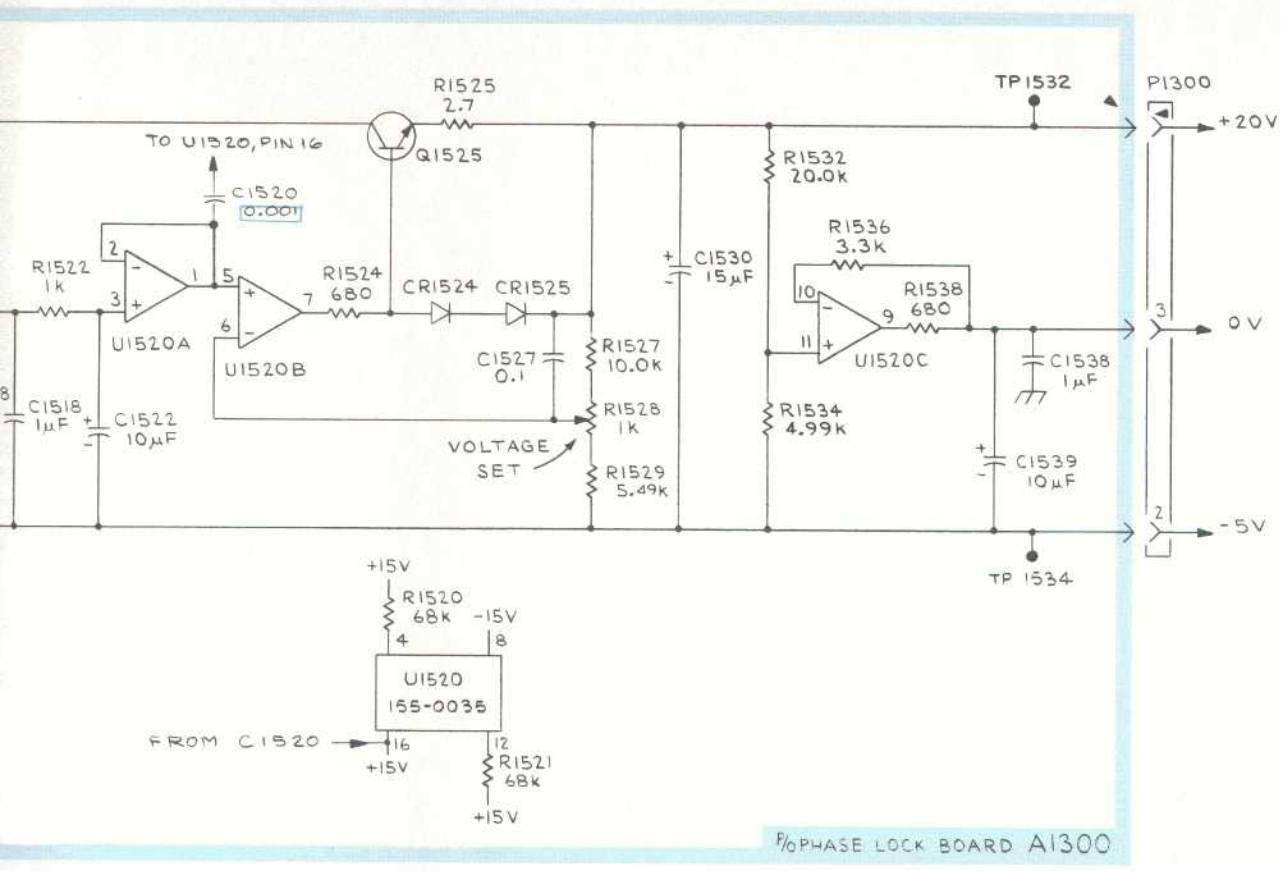 R1525
2.7
TP1532
P1300
+20V
TO U1520, PIN 16
Q1525
C1520
0.001
R1532
20.0K
R1536
3.3K
2
R1522
1K
1
5
R1524
680
CR1524
CR1525
+
C1530
15µF
-
10
R1538
680
3
7
9
3
0V
6
11
U1520A
U1520B
C1527
0.1
R1527
10.0K
U1520C
C1538
1µF
8
C1518
1µF
+
C1522
10µF
-
R1528
1K
R1534
4.99K
VOLTAGE
SET
R1529
5.49K
+
C1539
10µF
-
2
-5V
TP 1534
+15V
R1520
68K
-15V
4
8
U1520
155-0035
FROM C1520
16
12
+15V
R1521
68K
+15V
P/O PHASE LOCK BOARD A1300